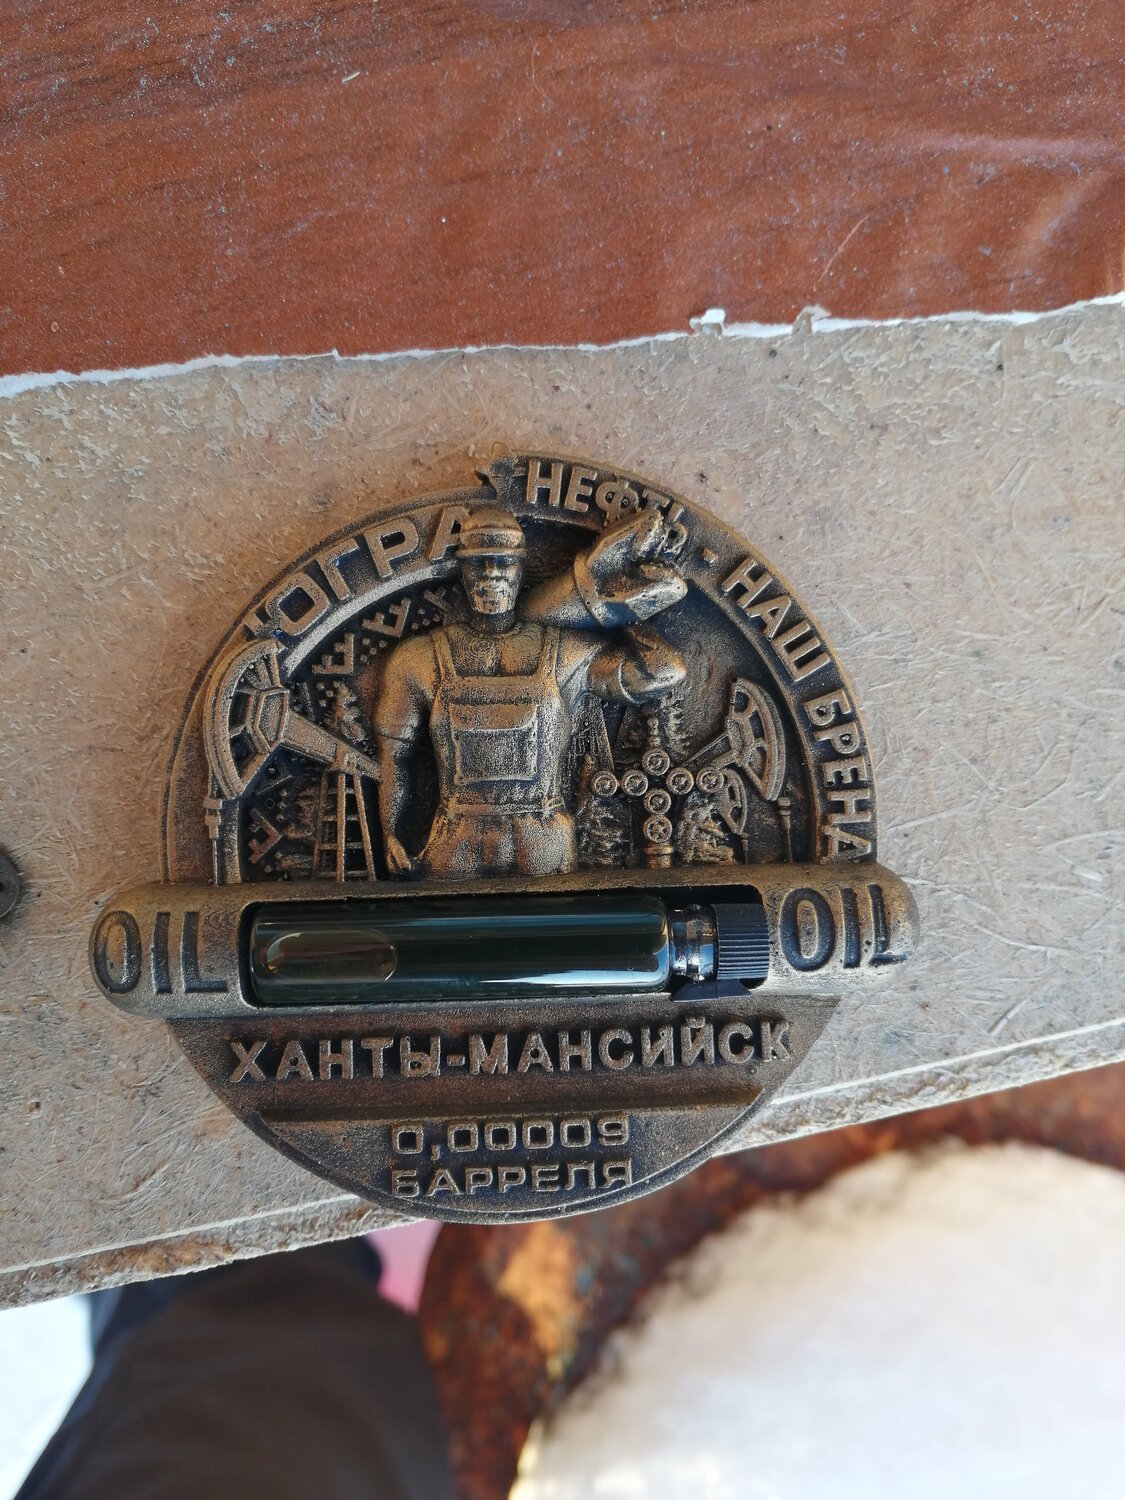 ЮГРА
НЕФТЬ - НАШ БРЕНД
OIL
OIL
ХАНТЫ-МАНСИЙСК
0,00009
БАРРЕЛЯ